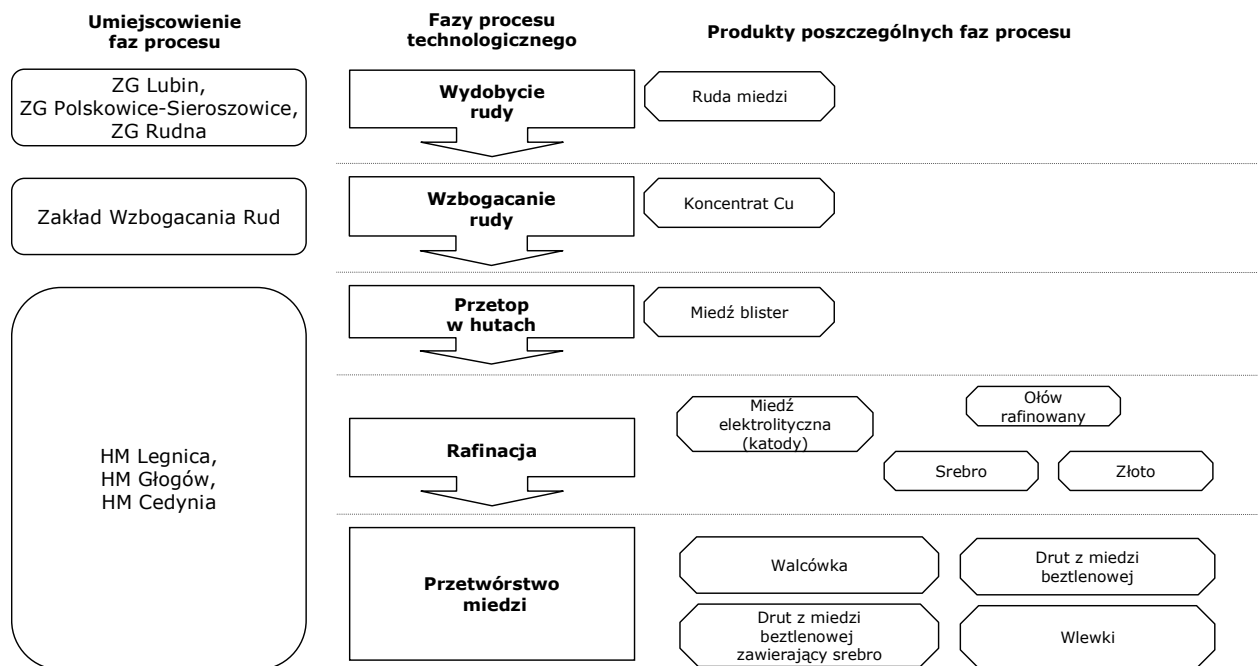 Umiejscowienie
faz procesu
Fazy procesu
technologicznego
Produkty poszczególnych faz procesu
ZG Lubin,
ZG Polskowice-Sieroszowice,
ZG Rudna
Wydobycie
rudy
Ruda miedzi
Zakład Wzbogacania Rud
Wzbogacanie
rudy
Koncentrat Cu
Przetop
w hutach
Miedź blister
HM Legnica,
HM Głogów,
HM Cedynia
Rafinacja
Miedź
elektrolityczna
(katody)
Ołów
rafinowany
Srebro
Złoto
Przetwórstwo
miedzi
Walcówka
Drut z miedzi
beztlenowej
Drut z miedzi
beztlenowej
zawierający srebro
Wlewki